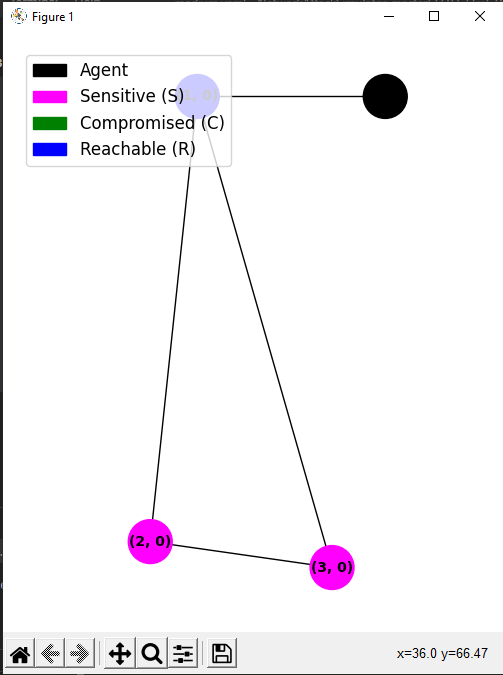 Figure 1
Agent
Sensitive (S)
Compromised (C)
Reachable (R)
(2, 0)
(3, 0)
x=36.0 y=66.47